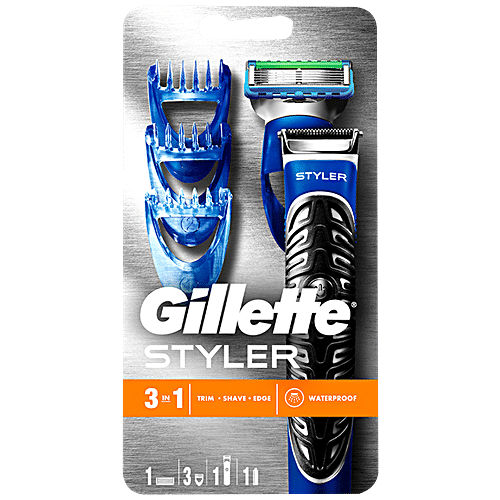 STYLER
Gillette®
STYLER
3 IN 1 TRIM • SHAVE • EDGE WATERPROOF
1 3 1 1